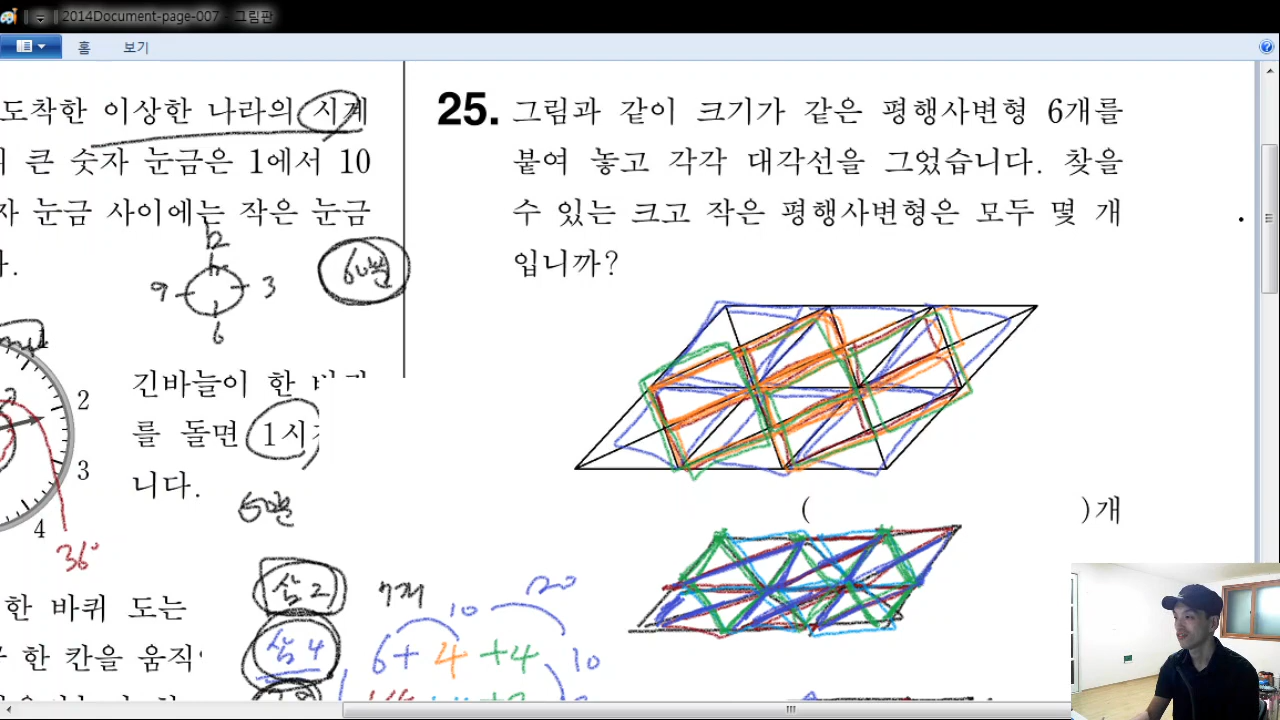 2014Document-page-007 - 그림판
홈 보기
도착한 이상한 나라의 시계
큰 숫자 눈금은 1에서 10
자 눈금 사이에는 작은 눈금
다.
12
9 3
6
60분
2
3
4
36°
긴바늘이 한 바퀴
를 돌면 1시
니다.
한 바퀴 도는
한 칸을 움직
25. 그림과 같이 크기가 같은 평행사변형 6개를
붙여 놓고 각각 대각선을 그었습니다. 찾을
수 있는 크고 작은 평행사변형은 모두 몇 개
입니까?
( )개
삼 2
삼 4
10 20
6+ 4 +4 10